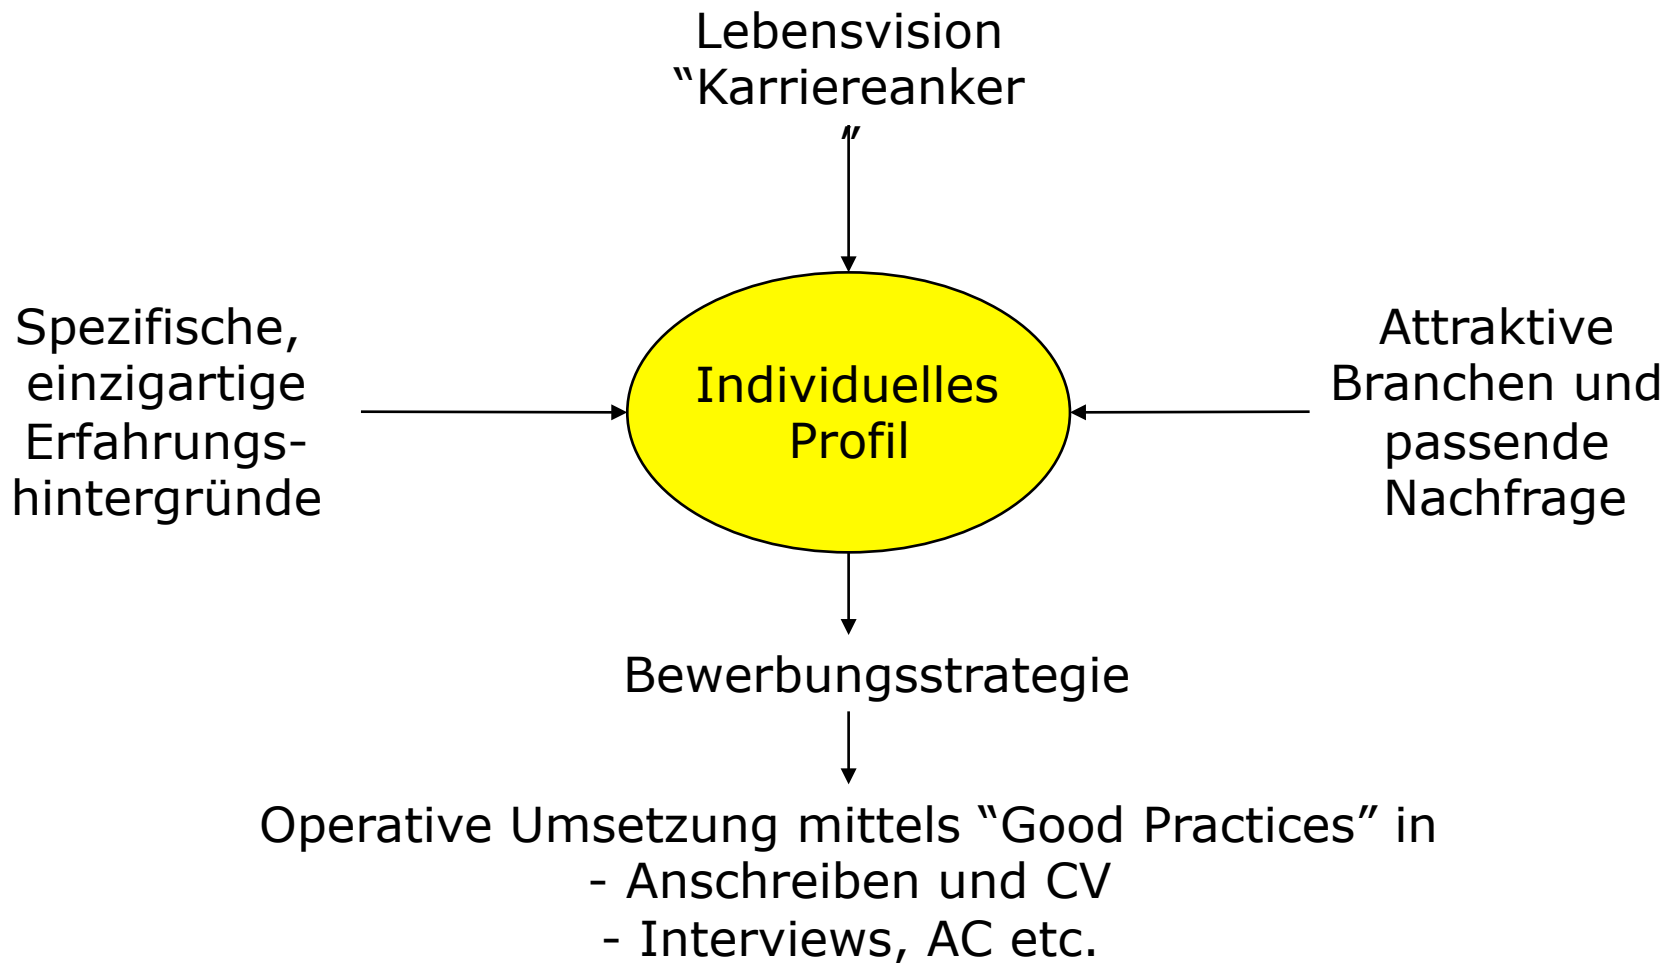 Lebensvision
“Karriereanker
”
Spezifische,
einzigartige
Erfahrungs-
hintergründe
Individuelles
Profil
Attraktive
Branchen und
passende
Nachfrage
Bewerbungsstrategie
Operative Umsetzung mittels “Good Practices” in
- Anschreiben und CV
- Interviews, AC etc.